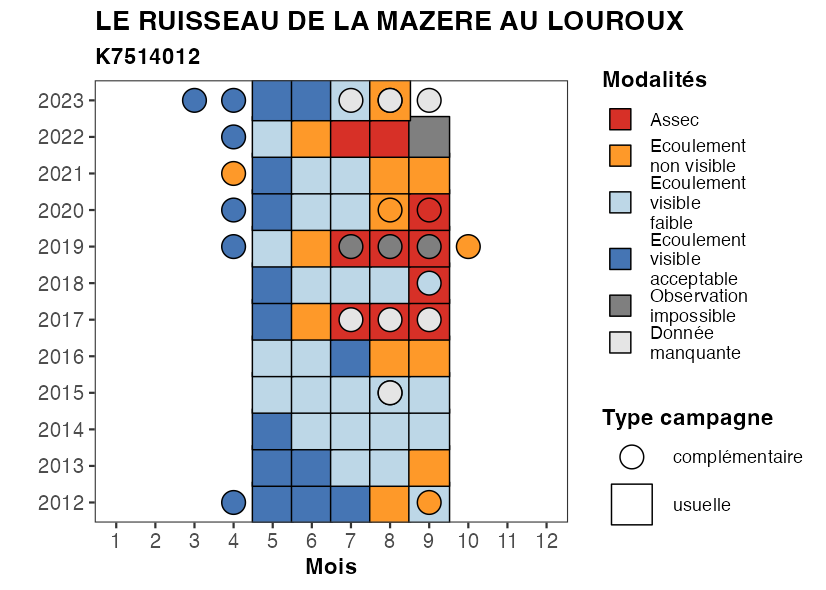 LE RUISSEAU DE LA MAZERE AU LOUROUX
K7514012
2023
2022
2021
2020
2019
2018
2017
2016
2015
2014
2013
2012
1 2 3 4 5 6 7 8 9 10 11 12
Mois
Modalités
Assec
Ecoulement
non visible
Ecoulement
visible
faible
Ecoulement
visible
acceptable
Observation
impossible
Donnée
manquante
Type campagne
complémentaire
usuelle